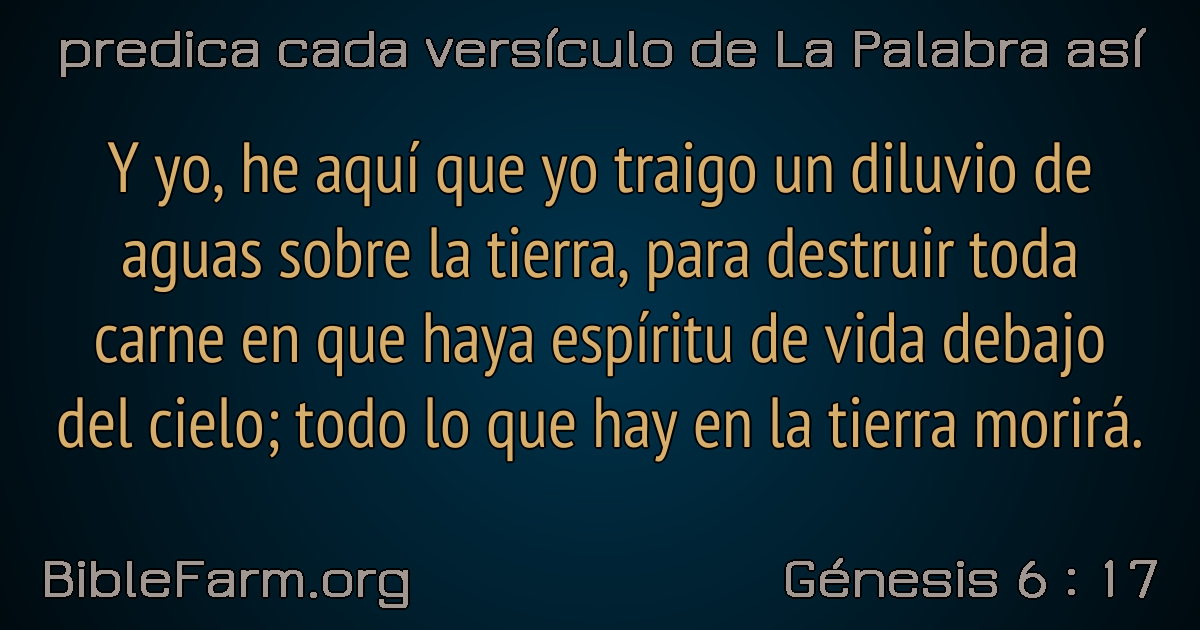 predica cada versículo de La Palabra así
Y yo, he aquí que yo traigo un diluvio de
aguas sobre la tierra, para destruir toda
carne en que haya espíritu de vida debajo
del cielo; todo lo que hay en la tierra morirá.
BibleFarm.org
Génesis 6 : 17